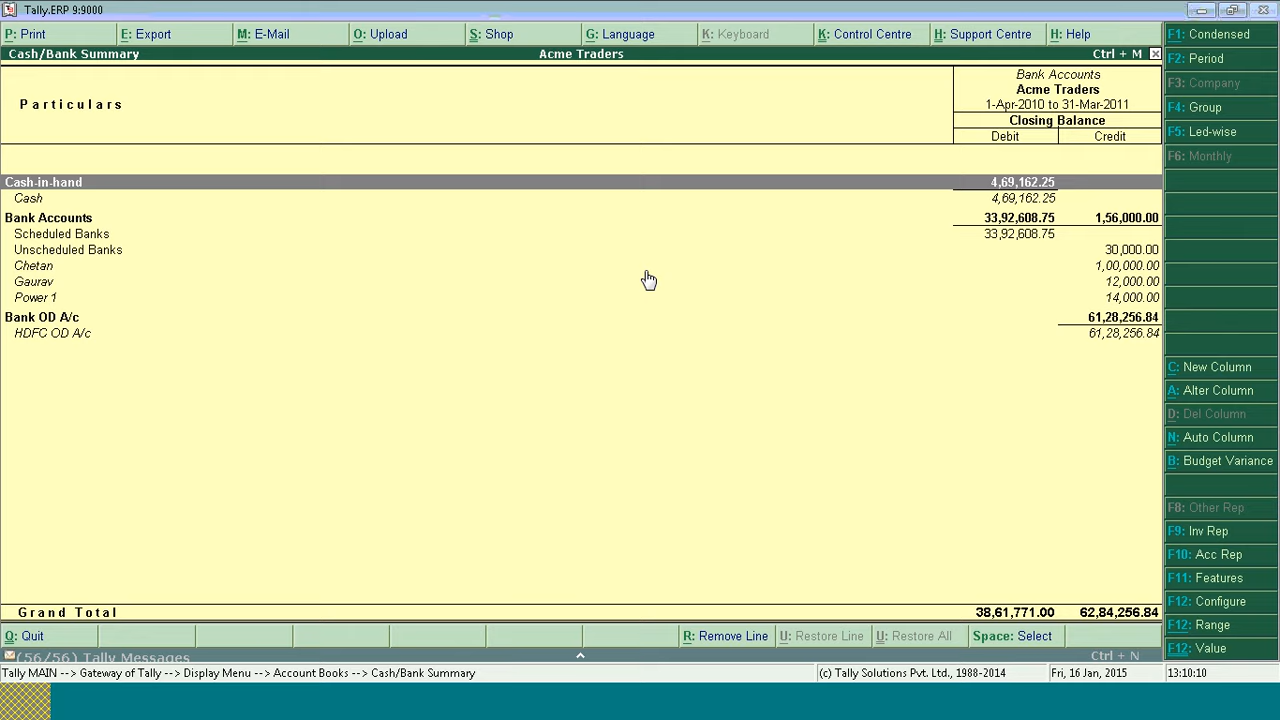 Tally.ERP 9:9000
P: Print E: Export M: E-Mail O: Upload S: Shop G: Language K: Keyboard K: Control Centre H: Support Centre H: Help
Cash/Bank Summary Acme Traders Ctrl + M
Particulars
Bank Accounts
Acme Traders
1-Apr-2010 to 31-Mar-2011
Closing Balance
Debit Credit
Cash-in-hand 4,69,162.25
Cash 4,69,162.25
Bank Accounts 33,92,608.75 1,56,000.00
Scheduled Banks 33,92,608.75
Unscheduled Banks 30,000.00
Chetan 1,00,000.00
Gaurav 12,000.00
Power 1 14,000.00
Bank OD A/c 61,28,256.84
HDFC OD A/c 61,28,256.84
Grand Total 38,61,771.00 62,84,256.84
F1: Condensed
F2: Period
F3: Company
F4: Group
F5: Led-wise
F6: Monthly
C: New Column
A: Alter Column
D: Del Column
N: Auto Column
B: Budget Variance
F8: Other Rep
F9: Inv Rep
F10: Acc Rep
F11: Features
F12: Configure
F12: Range
F12: Value
Q: Quit R: Remove Line U: Restore Line U: Restore All Space: Select
(56/56) Tally Messages Ctrl + N
Tally MAIN --> Gateway of Tally --> Display Menu --> Account Books --> Cash/Bank Summary (c) Tally Solutions Pvt. Ltd., 1988-2014 Fri, 16 Jan, 2015 13:10:10